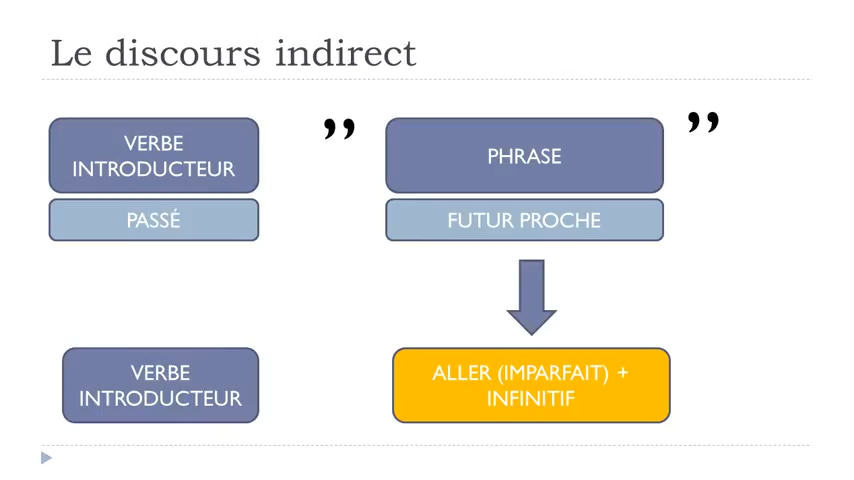 Le discours indirect
VERBE
INTRODUCTEUR
”
PHRASE
”
PASSÉ
FUTUR PROCHE
VERBE
INTRODUCTEUR
ALLER (IMPARFAIT) +
INFINITIF